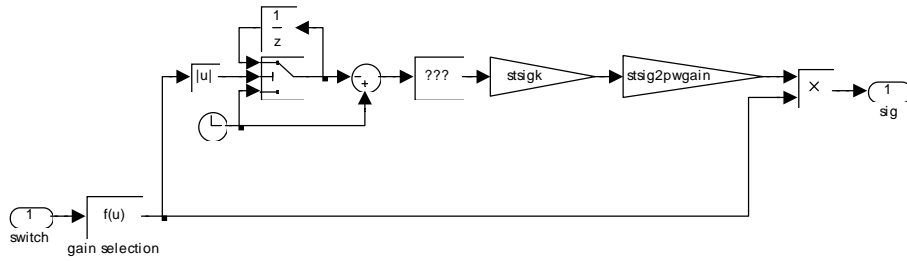 1
z
|u|
−
+
???
stsigk
stsig2pwgain
×
1
sig
1
switch
f(u)
gain selection